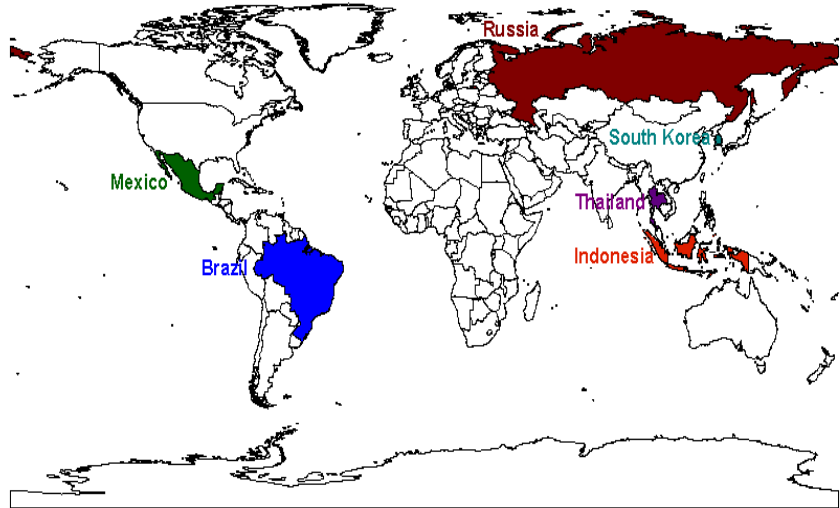 Russia
South Korea
Mexico
Thailand
Indonesia
Brazil